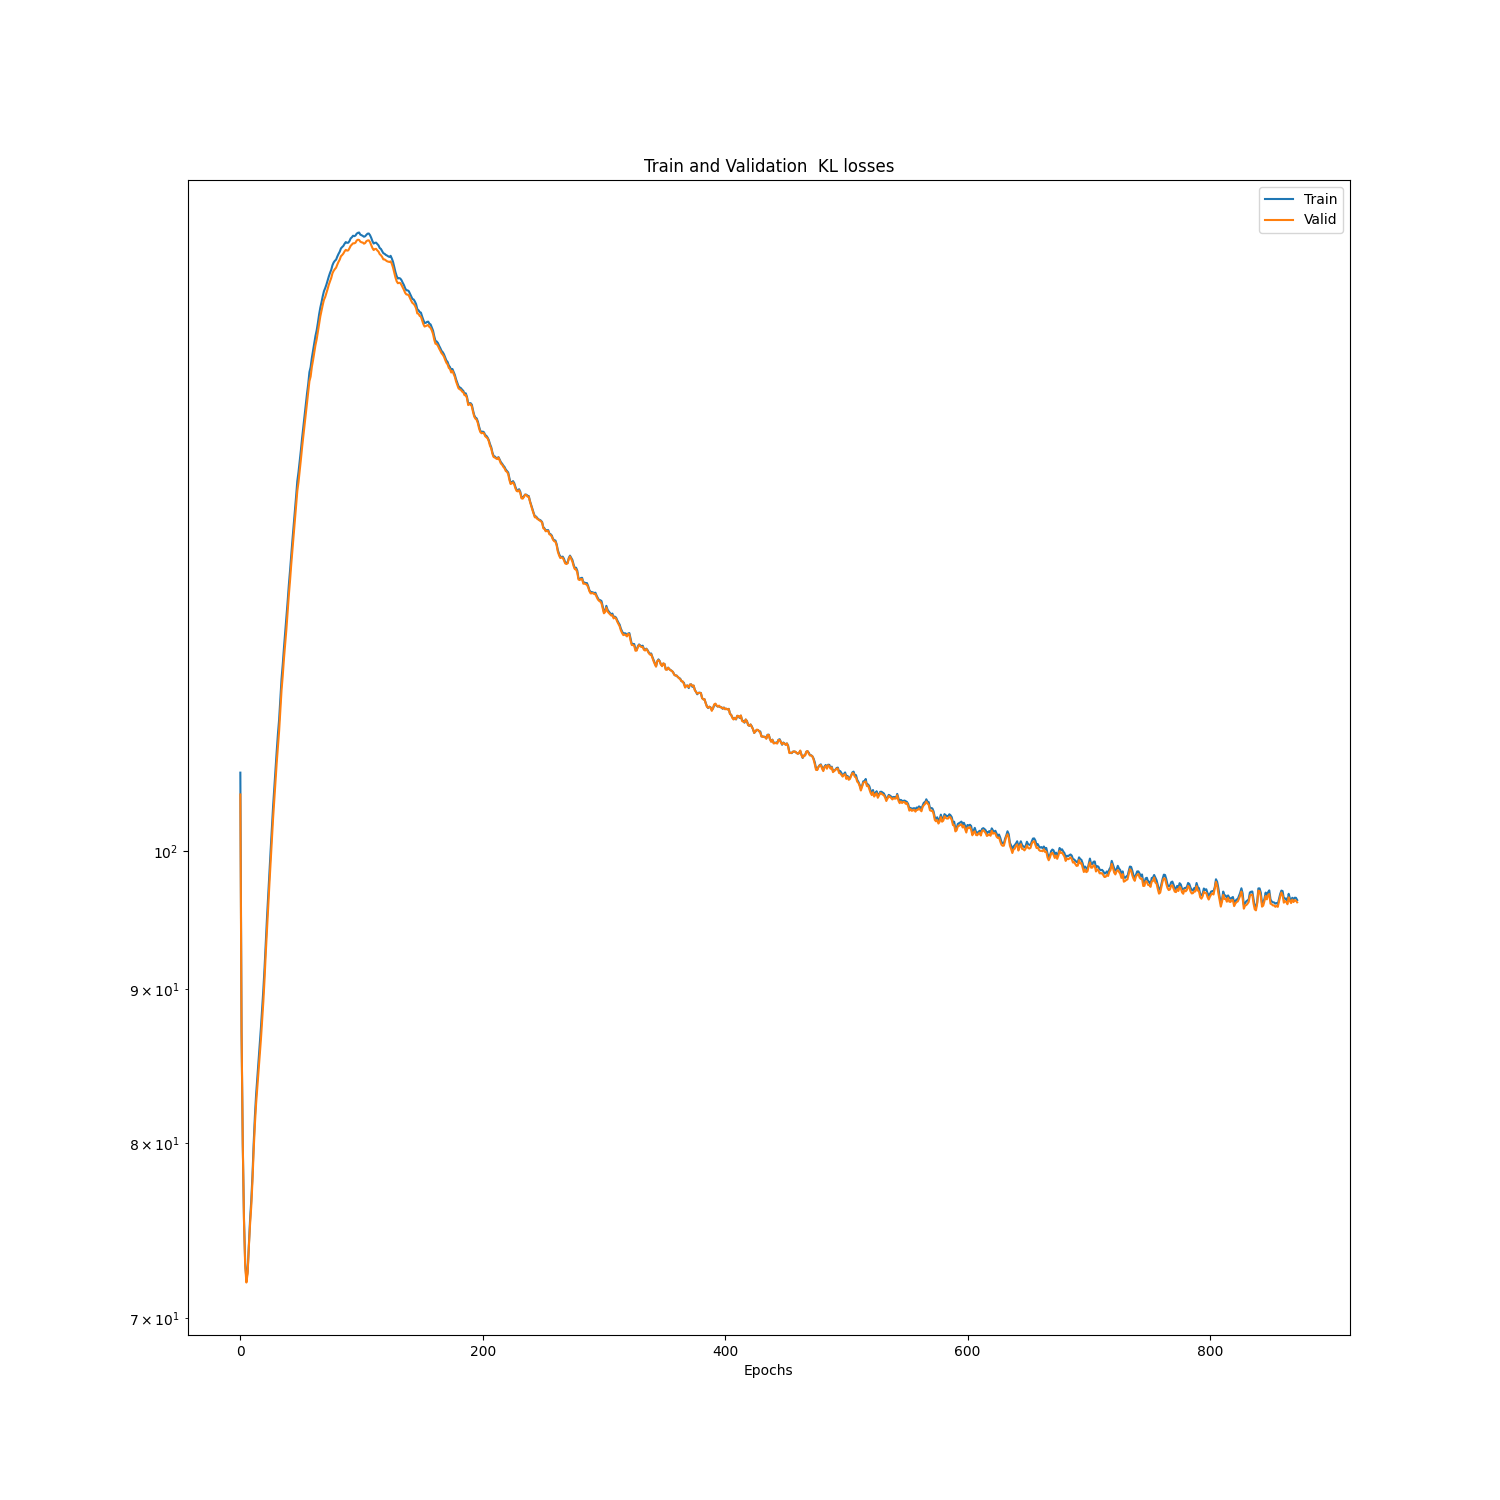 Train and Validation  KL losses
Train
Valid
10²
9 × 10¹
8 × 10¹
7 × 10¹
0 200 400 600 800
Epochs